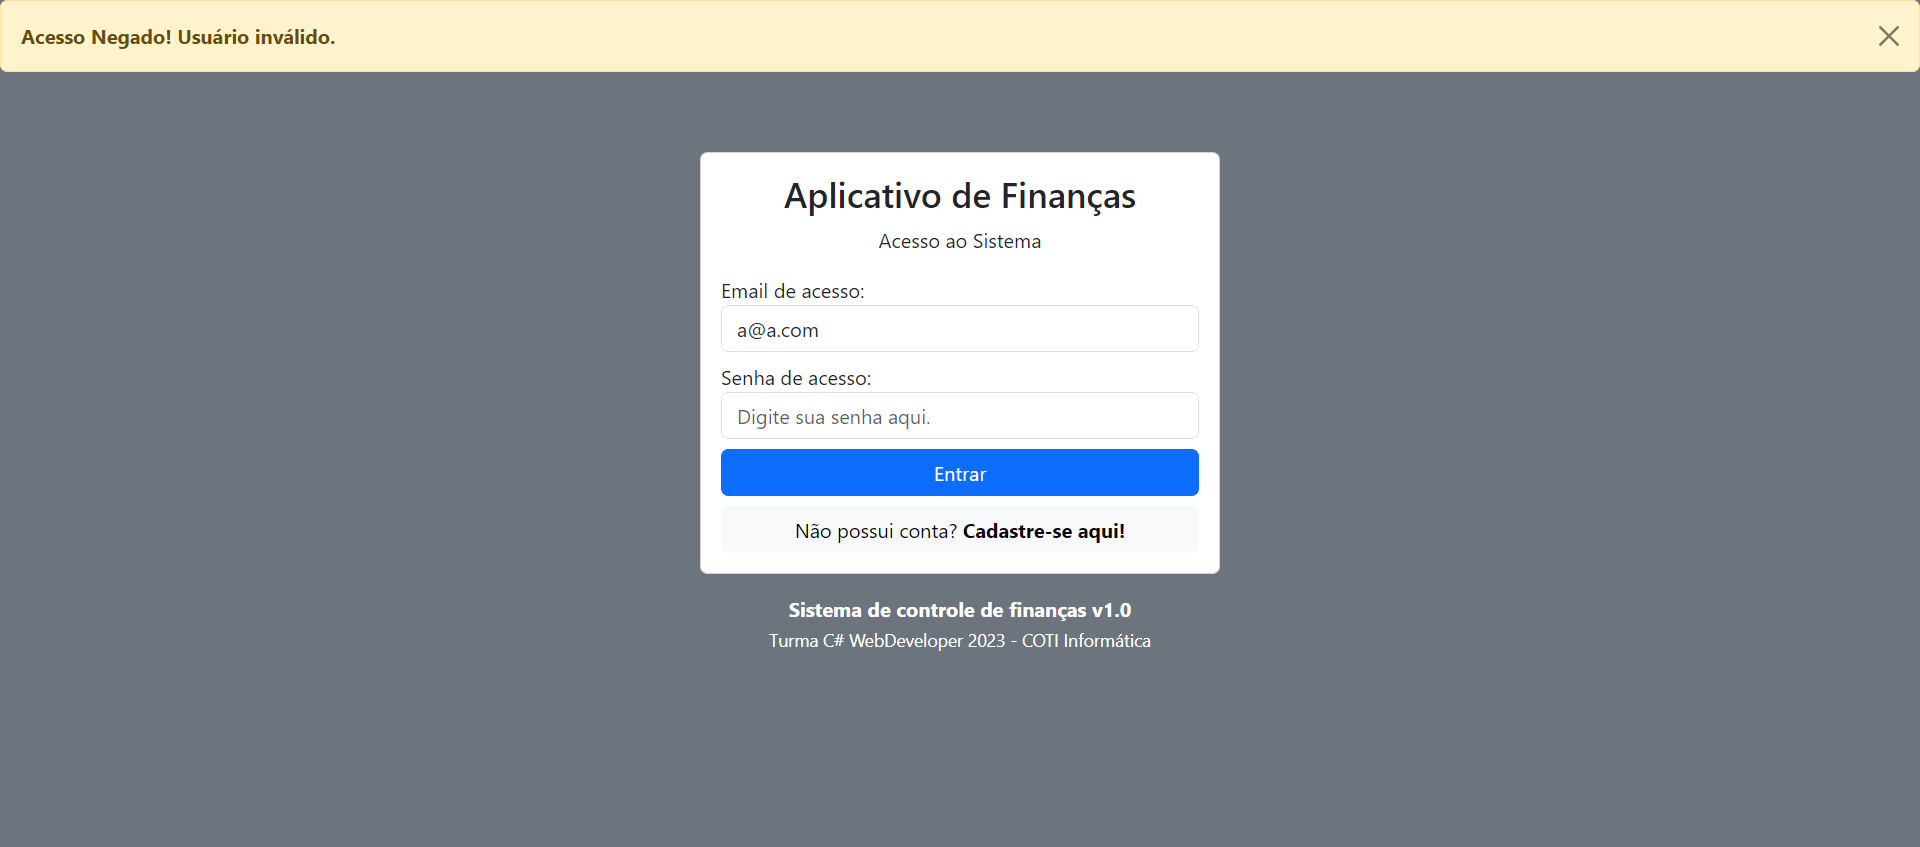 Acesso Negado! Usuário inválido.
Aplicativo de Finanças
Acesso ao Sistema
Email de acesso:
a@a.com
Senha de acesso:
Digite sua senha aqui.
Entrar
Não possui conta? Cadastre-se aqui!
Sistema de controle de finanças v1.0
Turma C# WebDeveloper 2023 - COTI Informática